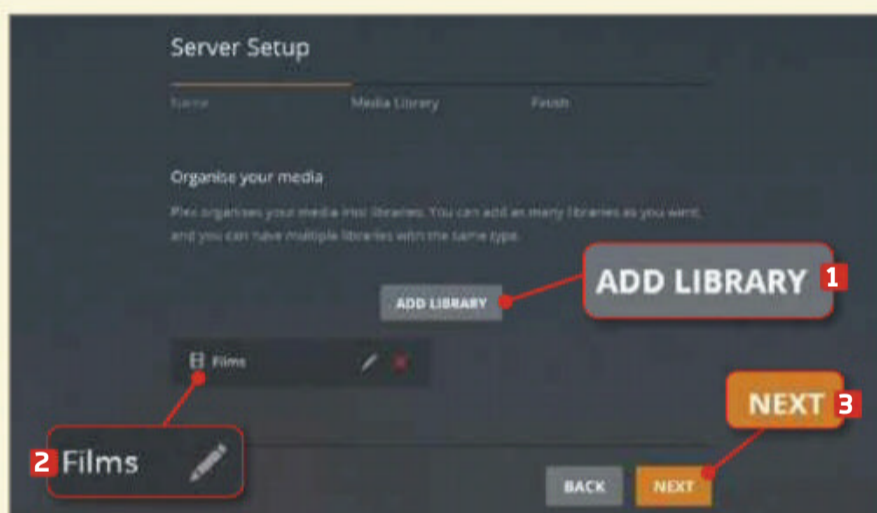 Server Setup
Name
Media Library
Finish
Organise your media
Plex organises your media into libraries. You can add as many libraries as you want,
and you can have multiple libraries with the same type.
ADD LIBRARY
ADD LIBRARY 1
Films
NEXT 3
2 Films
BACK
NEXT